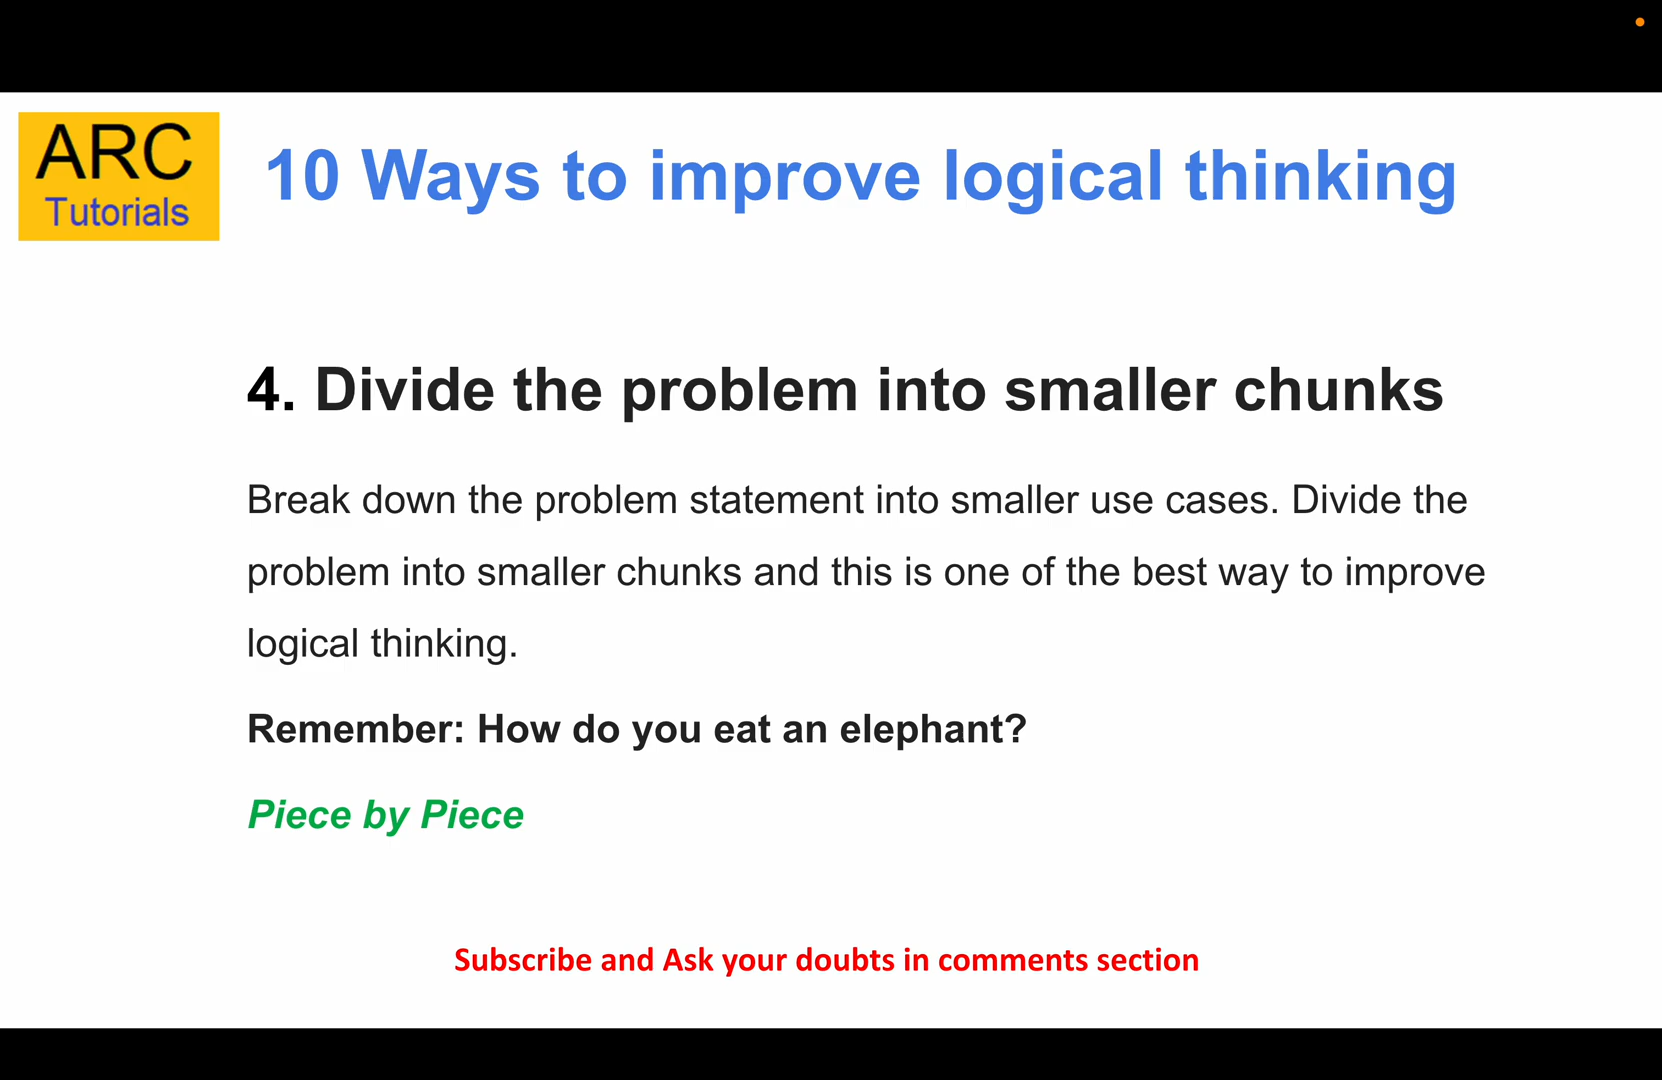 ARC
Tutorials
10 Ways to improve logical thinking
4. Divide the problem into smaller chunks
Break down the problem statement into smaller use cases. Divide the
problem into smaller chunks and this is one of the best way to improve
logical thinking.
Remember: How do you eat an elephant?
Piece by Piece
Subscribe and Ask your doubts in comments section